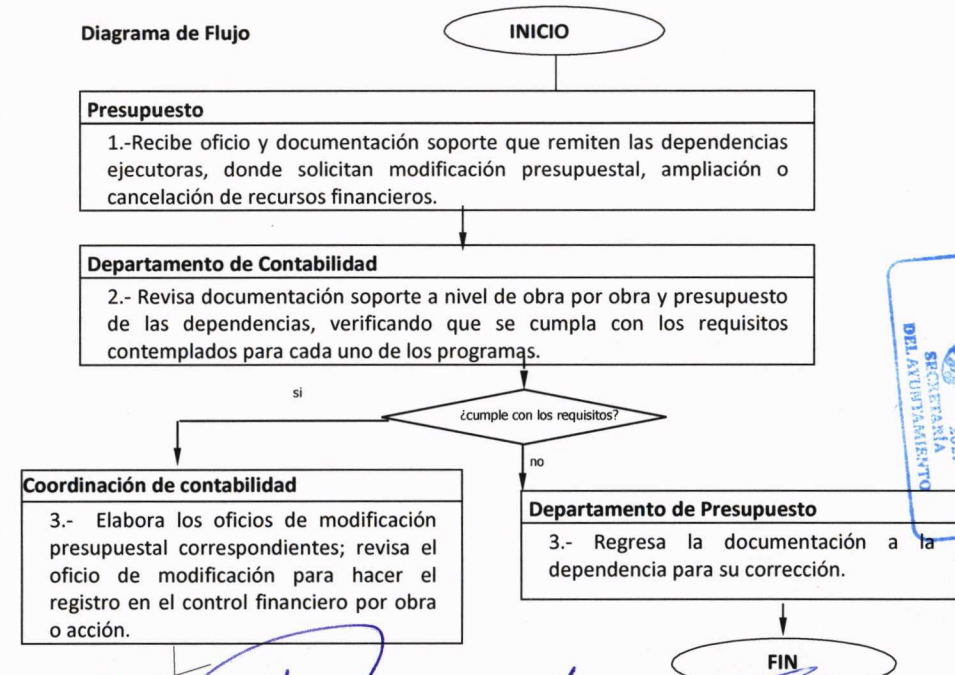 Diagrama de Flujo
INICIO
Presupuesto
1.-Recibe oficio y documentación soporte que remiten las dependencias
ejecutoras, donde solicitan modificación presupuestal, ampliación o
cancelación de recursos financieros.
Departamento de Contabilidad
2.- Revisa documentación soporte a nivel de obra por obra y presupuesto
de las dependencias, verificando que se cumpla con los requisitos
contemplados para cada uno de los programas.
si
¿cumple con los requisitos?
no
Coordinación de contabilidad
3.- Elabora los oficios de modificación
presupuestal correspondientes; revisa el
oficio de modificación para hacer el
registro en el control financiero por obra
o acción.
Departamento de Presupuesto
3.- Regresa la documentación a la
dependencia para su corrección.
FIN
SECRETARÍA
DEL AYUNTAMIENTO